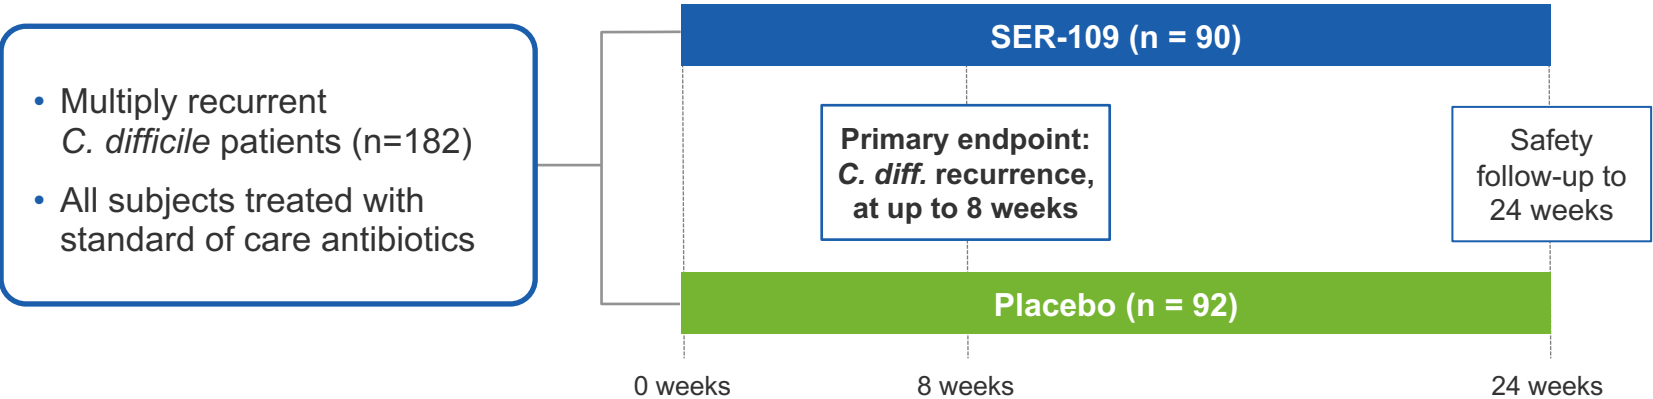 • Multiply recurrent
C. difficile patients (n=182)
• All subjects treated with
standard of care antibiotics
SER-109 (n = 90)
Primary endpoint:
C. diff. recurrence,
at up to 8 weeks
Safety
follow-up to
24 weeks
Placebo (n = 92)
0 weeks
8 weeks
24 weeks